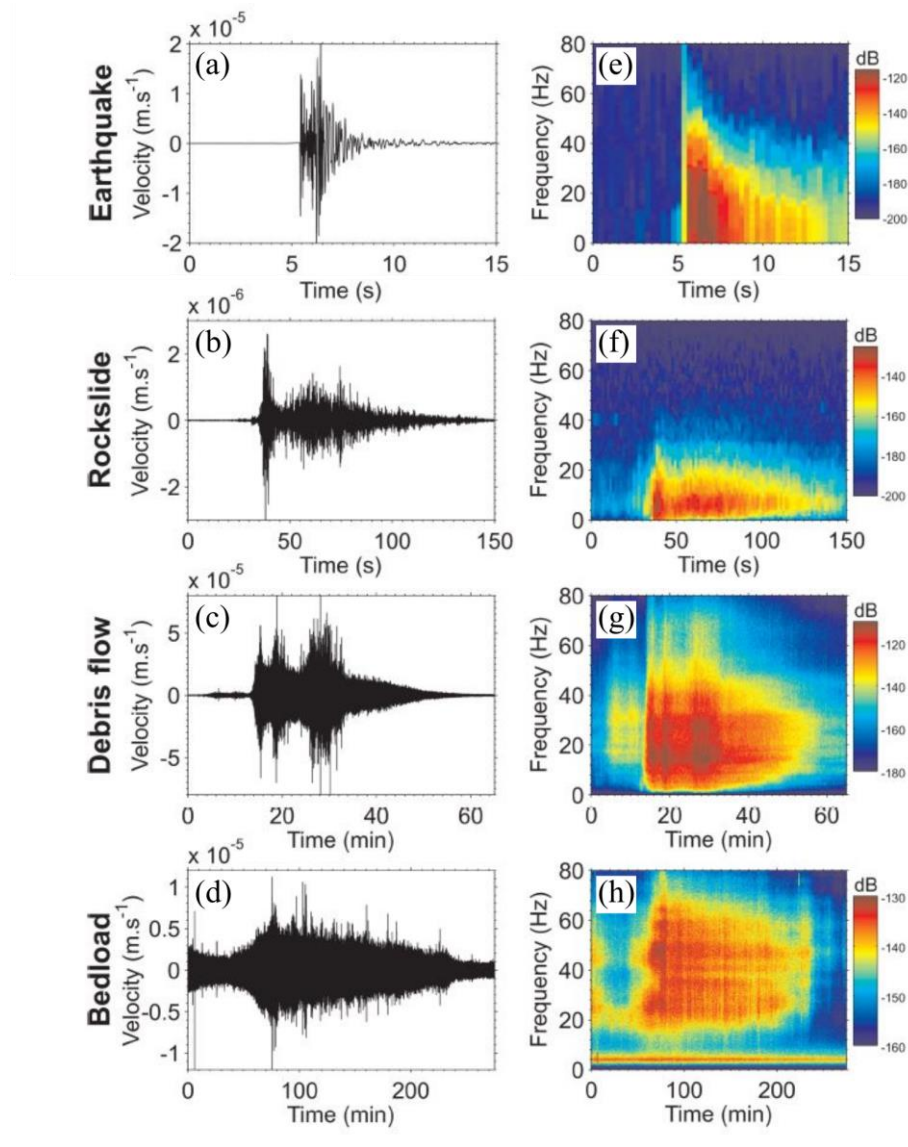 Earthquake
× 10⁻⁵
(a)
Velocity (m.s⁻¹)
2
1
0
-1
-2
0 5 10 15
Time (s)
(e)
Frequency (Hz)
80
60
40
20
0
0 5 10 15
Time (s)
dB
-120
-140
-160
-180
-200
Rockslide
× 10⁻⁶
(b)
Velocity (m.s⁻¹)
2
0
-2
0 50 100 150
Time (s)
(f)
Frequency (Hz)
80
60
40
20
0
0 50 100 150
Time (s)
dB
-140
-160
-180
-200
Debris flow
× 10⁻⁵
(c)
Velocity (m.s⁻¹)
5
0
-5
0 20 40 60
Time (min)
(g)
Frequency (Hz)
80
60
40
20
0
0 20 40 60
Time (min)
dB
-120
-140
-160
-180
Bedload
× 10⁻⁵
(d)
Velocity (m.s⁻¹)
1
0.5
0
-0.5
-1
0 100 200
Time (min)
(h)
Frequency (Hz)
80
60
40
20
0
0 100 200
Time (min)
dB
-130
-140
-150
-160